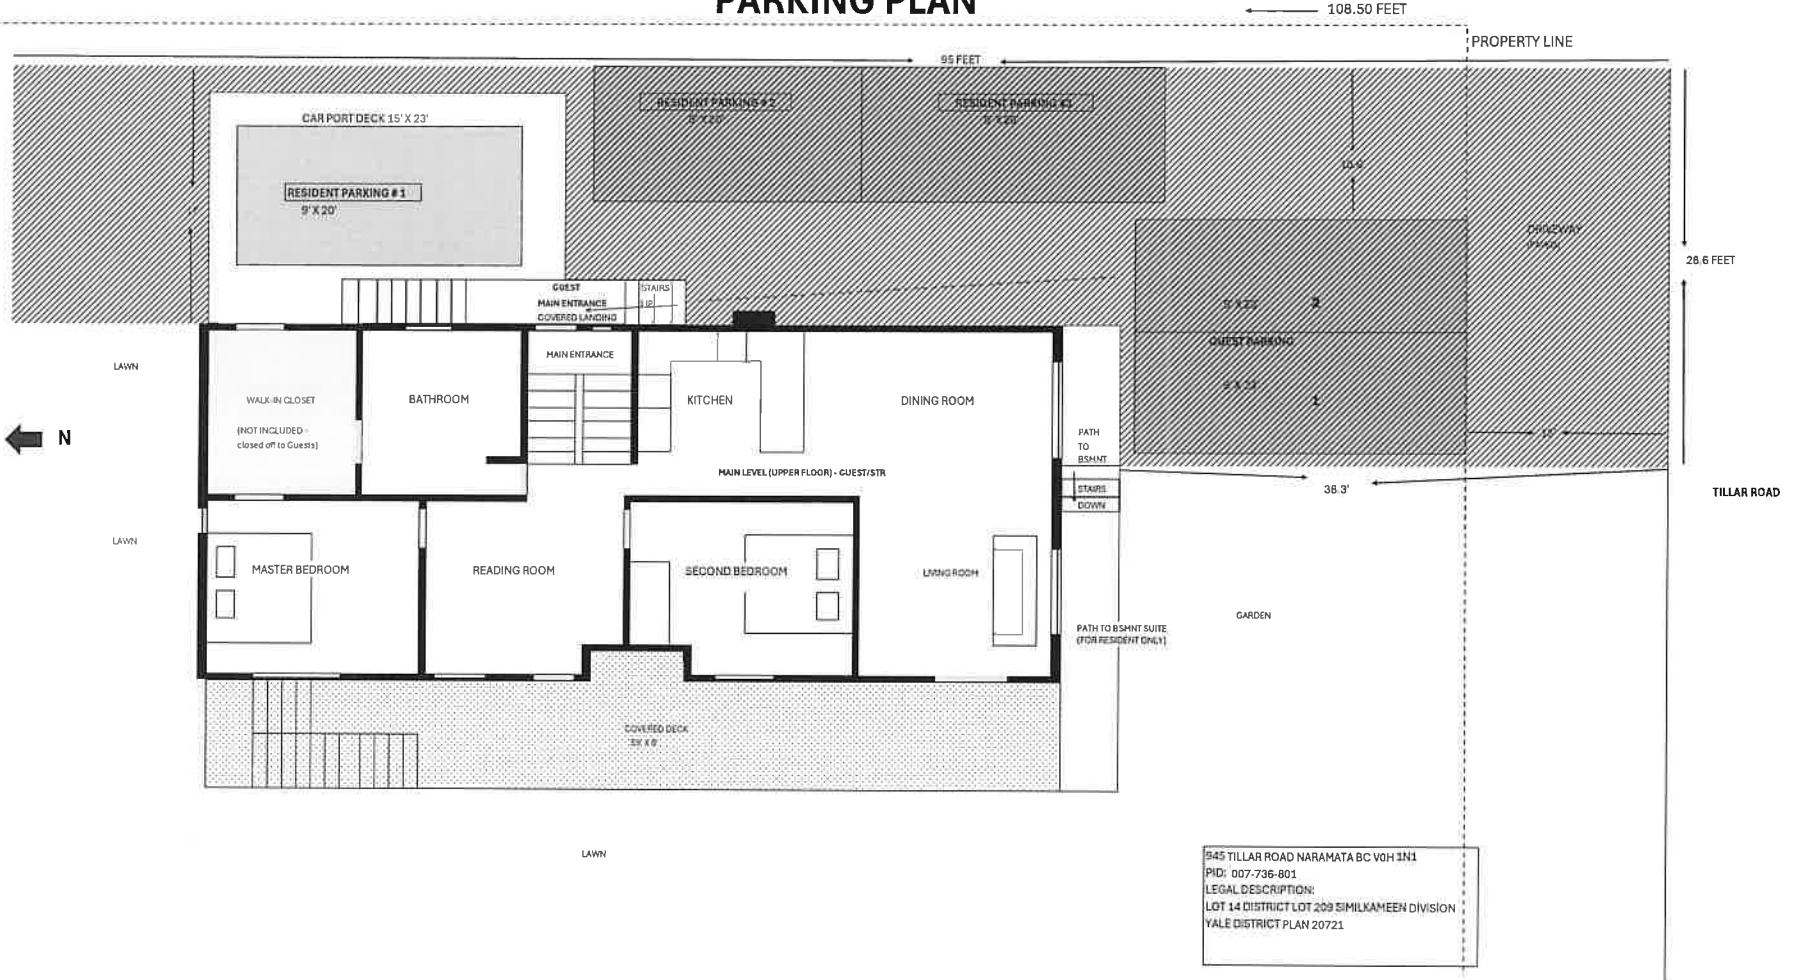 PARKING PLAN
108.50 FEET
PROPERTY LINE
95 FEET
CAR PORT DECK 15' X 23'
RESIDENT PARKING # 1
9' X 20'
RESIDENT PARKING # 2
9' X 20'
RESIDENT PARKING #3
9' X 20'
DRIVEWAY
28.6 FEET
GUEST
MAIN ENTRANCE
COVERED LANDING
STAIRS
UP
2
GUEST PARKING
1
15'
38.3'
TILLAR ROAD
LAWN
N
LAWN
WALK-IN CLOSET
(NOT INCLUDED -
closed off to Guests)
BATHROOM
MAIN ENTRANCE
KITCHEN
DINING ROOM
MAIN LEVEL (UPPER FLOOR) - GUEST/STR
PATH
TO
BSMNT
STAIRS
DOWN
MASTER BEDROOM
READING ROOM
SECOND BEDROOM
LIVING ROOM
PATH TO BSMNT SUITE
(FOR RESIDENT ONLY)
GARDEN
COVERED DECK
LAWN
945 TILLAR ROAD NARAMATA BC V0H 1N1
PID: 007-736-801
LEGAL DESCRIPTION:
LOT 14 DISTRICT LOT 209 SIMILKAMEEN DIVISION
YALE DISTRICT PLAN 20721